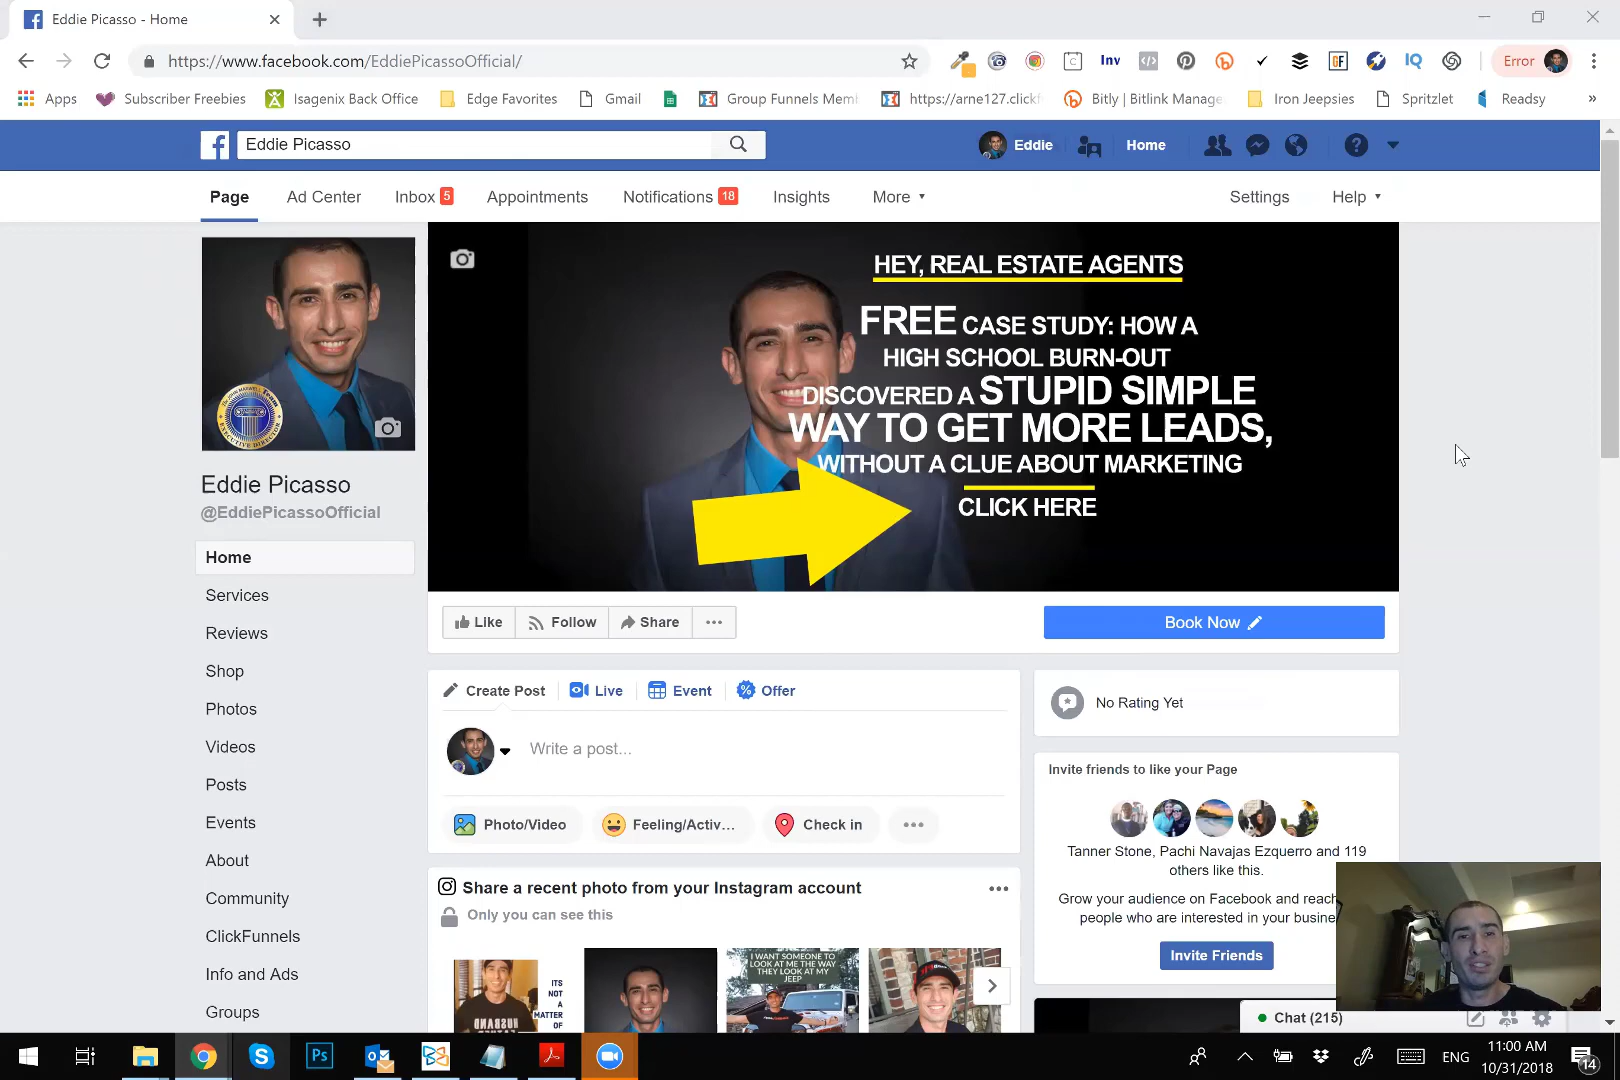 Eddie Picasso - Home
https://www.facebook.com/EddiePicassoOfficial/
Inv
IQ
Error
Apps
Subscriber Freebies
Isagenix Back Office
Edge Favorites
Gmail
Group Funnels Mem
https://arne127.clickf
Bitly | Bitlink Manage
Iron Jeepsies
Spritzlet
Readsy
Eddie Picasso
Eddie
Home
Page
Ad Center
Inbox 5
Appointments
Notifications 18
Insights
More
Settings
Help
HEY, REAL ESTATE AGENTS
FREE CASE STUDY: HOW A
HIGH SCHOOL BURN-OUT
DISCOVERED A STUPID SIMPLE
WAY TO GET MORE LEADS,
WITHOUT A CLUE ABOUT MARKETING
CLICK HERE
EXECUTIVE DIRECTOR
Eddie Picasso
@EddiePicassoOfficial
Home
Services
Reviews
Shop
Photos
Videos
Posts
Events
About
Community
ClickFunnels
Info and Ads
Groups
Like
Follow
Share
Book Now
Create Post
Live
Event
Offer
Write a post...
Photo/Video
Feeling/Activ...
Check in
Share a recent photo from your Instagram account
Only you can see this
HUSBAND
ITS
NOT
A
MATTER
OF
I WANT SOMEONE TO
LOOK AT ME THE WAY
THEY LOOK AT MY
JEEP
No Rating Yet
Invite friends to like your Page
Tanner Stone, Pachi Navajas Ezquerro and 119
others like this.
Grow your audience on Facebook and reach
people who are interested in your busine
Invite Friends
Chat (215)
Ps
ENG
11:00 AM
10/31/2018
14